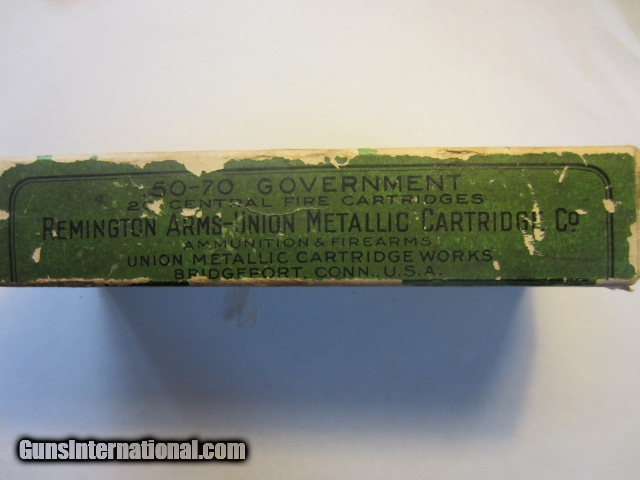 50-70 GOVERNMENT
20 CENTRAL FIRE CARTRIDGES
REMINGTON ARMS-UNION METALLIC CARTRIDGE CO
AMMUNITION & FIREARMS
UNION METALLIC CARTRIDGE WORKS
BRIDGEPORT, CONN., U.S.A.
GunsInternational.com